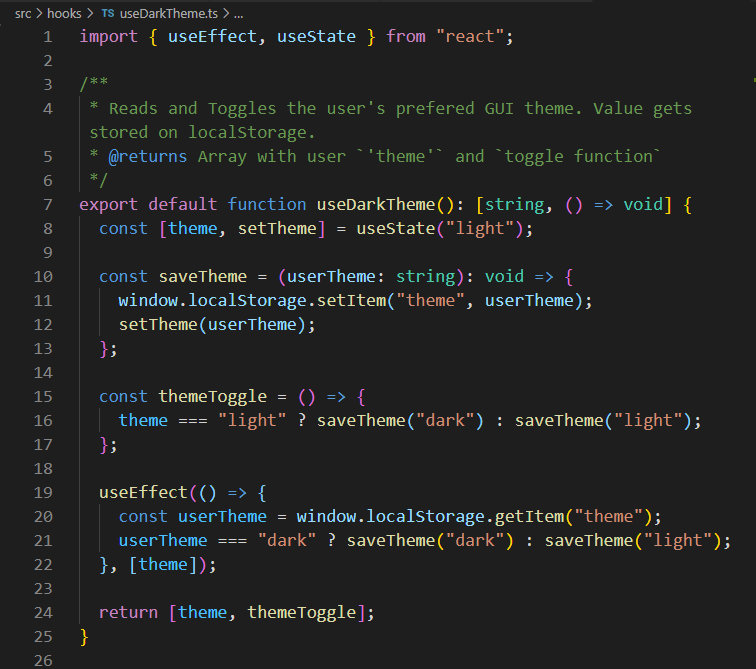 src > hooks > TS useDarkTheme.ts > ...
1 import { useEffect, useState } from "react";
2
3 /**
4  * Reads and Toggles the user's prefered GUI theme. Value gets
stored on localStorage.
5  * @returns Array with user `'theme'` and `toggle function`
6  */
7 export default function useDarkTheme(): [string, () => void] {
8   const [theme, setTheme] = useState("light");
9
10   const saveTheme = (userTheme: string): void => {
11     window.localStorage.setItem("theme", userTheme);
12     setTheme(userTheme);
13   };
14
15   const themeToggle = () => {
16     theme === "light" ? saveTheme("dark") : saveTheme("light");
17   };
18
19   useEffect(() => {
20     const userTheme = window.localStorage.getItem("theme");
21     userTheme === "dark" ? saveTheme("dark") : saveTheme("light");
22   }, [theme]);
23
24   return [theme, themeToggle];
25 }
26